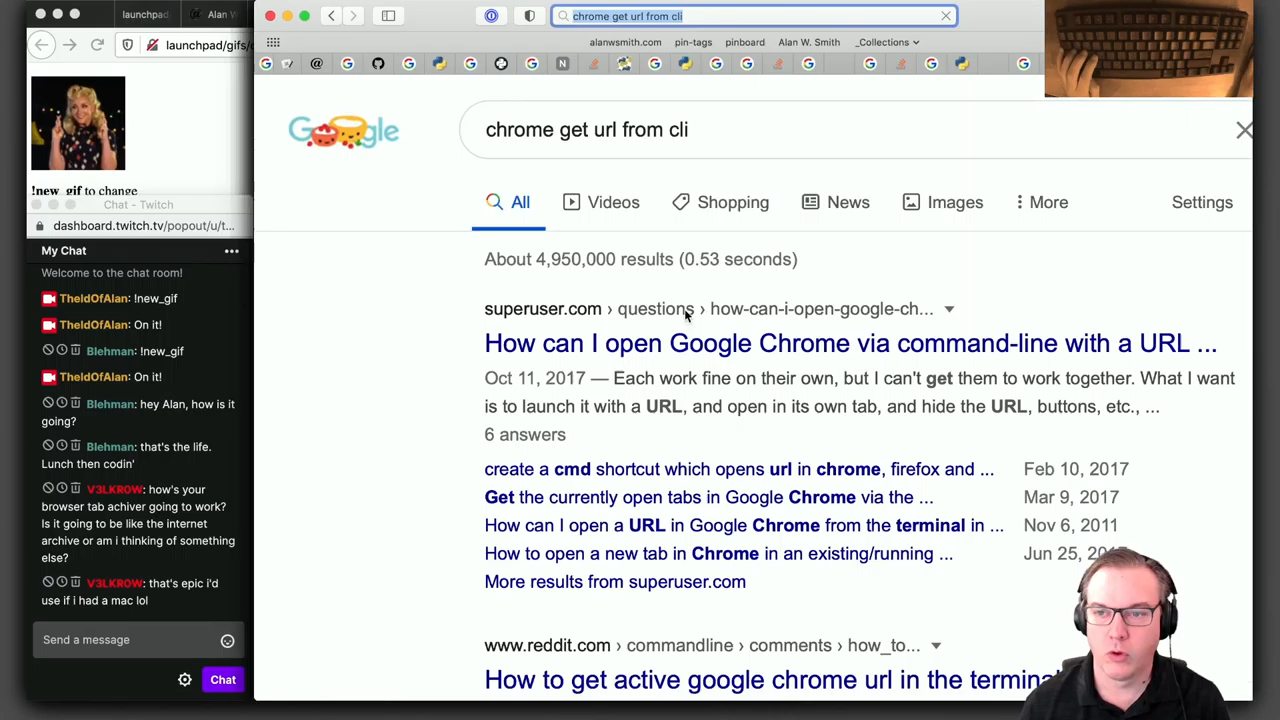 launchpad
Alan W
launchpad/gifs/
!new_gif to change
Chat - Twitch
dashboard.twitch.tv/popout/u/t...
My Chat
Welcome to the chat room!
TheIdOfAlan: !new_gif
TheIdOfAlan: On it!
Blehman: !new_gif
TheIdOfAlan: On it!
Blehman: hey Alan, how is it
going?
Blehman: that's the life.
Lunch then codin'
V3LKR0W: how's your
browser tab achiver going to work?
Is it going to be like the internet
archive or am i thinking of something
else?
V3LKR0W: that's epic i'd
use if i had a mac lol
Send a message
Chat
chrome get url from cli
alanwsmith.com pin-tags pinboard Alan W. Smith _Collections
Google
chrome get url from cli
All Videos Shopping News Images More Settings
About 4,950,000 results (0.53 seconds)
superuser.com › questions › how-can-i-open-google-ch...
How can I open Google Chrome via command-line with a URL ...
Oct 11, 2017 — Each work fine on their own, but I can't get them to work together. What I want
is to launch it with a URL, and open in its own tab, and hide the URL, buttons, etc., ...
6 answers
create a cmd shortcut which opens url in chrome, firefox and ... Feb 10, 2017
Get the currently open tabs in Google Chrome via the ... Mar 9, 2017
How can I open a URL in Google Chrome from the terminal in ... Nov 6, 2011
How to open a new tab in Chrome in an existing/running ... Jun 25,
More results from superuser.com
www.reddit.com › commandline › comments › how_to...
How to get active google chrome url in the